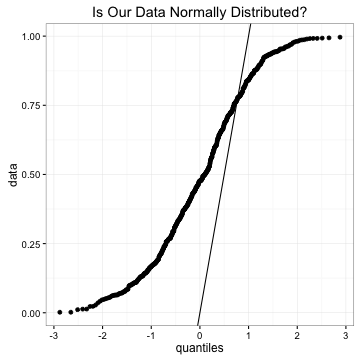 Is Our Data Normally Distributed?
1.00
0.75
0.50
0.25
0.00
data
-3 -2 -1 0 1 2 3
quantiles